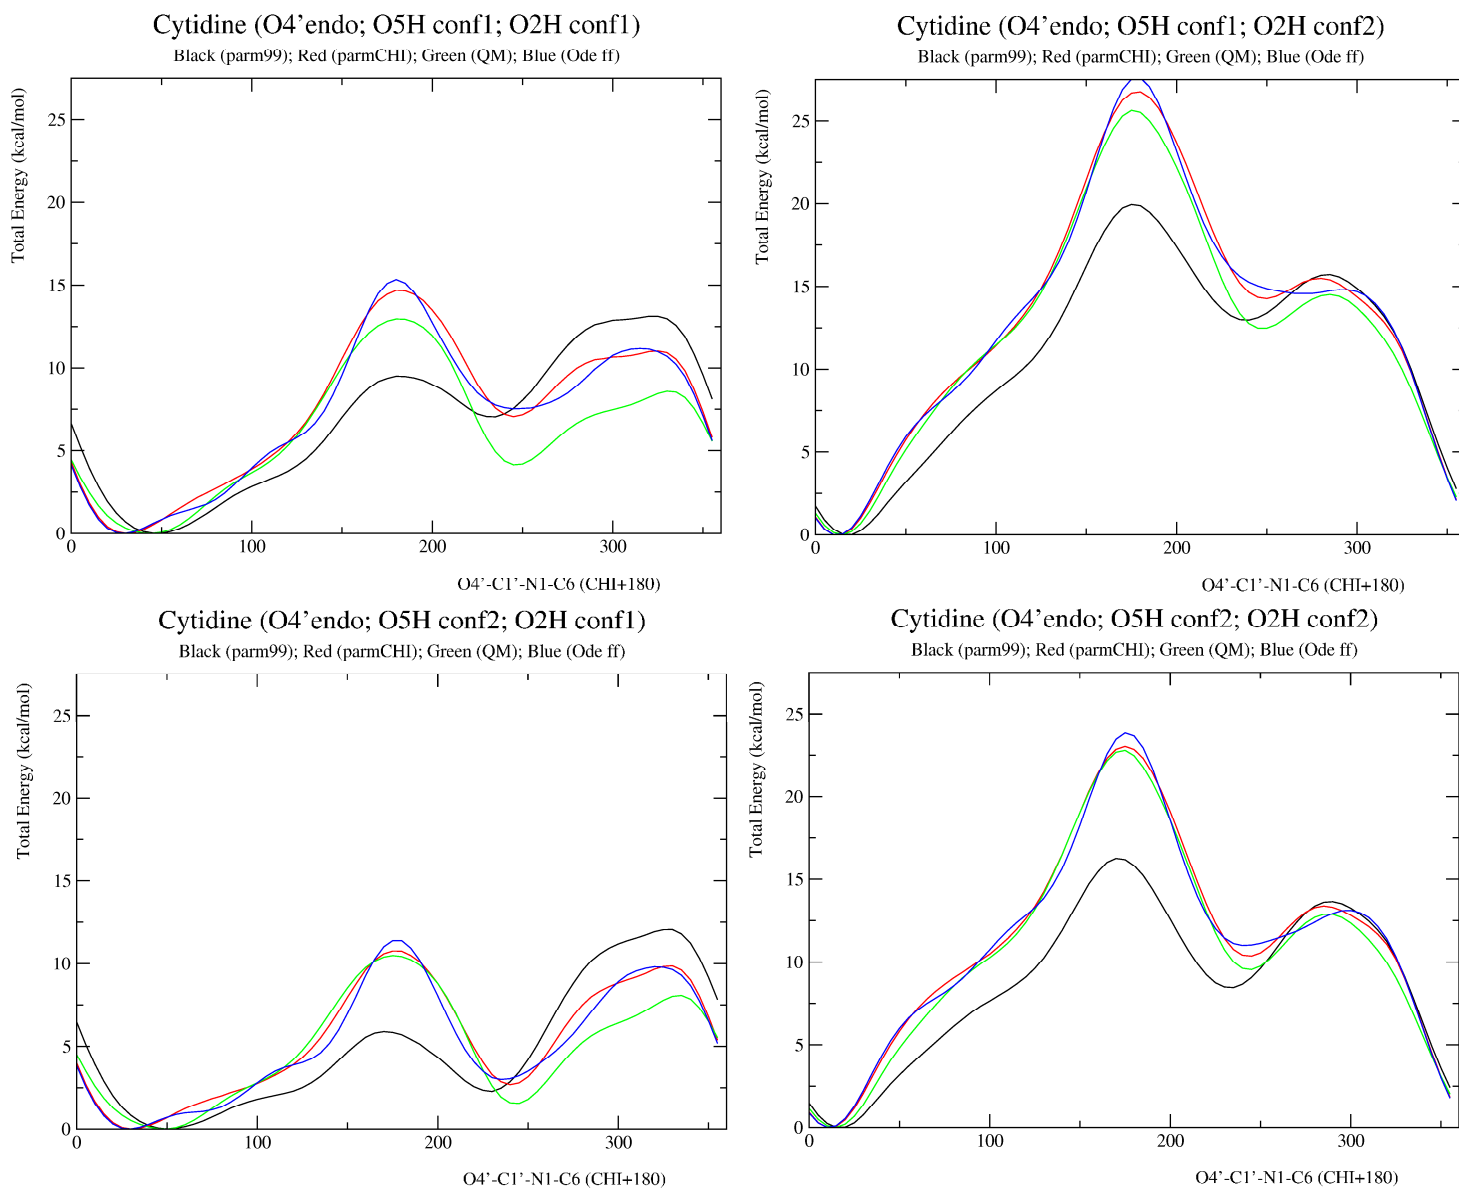 Cytidine (O4'endo; O5H conf1; O2H conf1)
Black (parm99); Red (parmCHI); Green (QM); Blue (Ode ff)
Total Energy (kcal/mol)
25
20
15
10
5
0
0 100 200 300
O4'-C1'-N1-C6 (CHI+180)
Cytidine (O4'endo; O5H conf1; O2H conf2)
Black (parm99); Red (parmCHI); Green (QM); Blue (Ode ff)
Total Energy (kcal/mol)
25
20
15
10
5
0
0 100 200 300
O4'-C1'-N1-C6 (CHI+180)
Cytidine (O4'endo; O5H conf2; O2H conf1)
Black (parm99); Red (parmCHI); Green (QM); Blue (Ode ff)
Total Energy (kcal/mol)
25
20
15
10
5
0
0 100 200 300
O4'-C1'-N1-C6 (CHI+180)
Cytidine (O4'endo; O5H conf2; O2H conf2)
Black (parm99); Red (parmCHI); Green (QM); Blue (Ode ff)
Total Energy (kcal/mol)
25
20
15
10
5
0
0 100 200 300
O4'-C1'-N1-C6 (CHI+180)